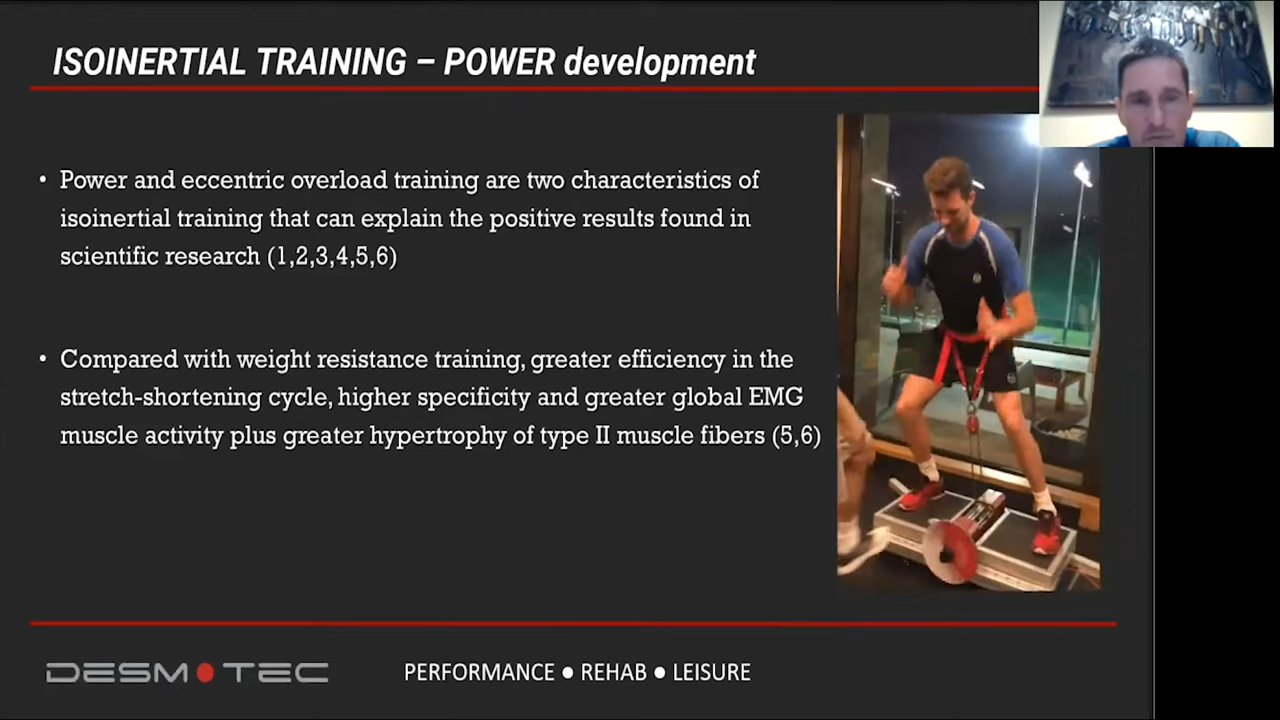 ISOINERTIAL TRAINING – POWER development
• Power and eccentric overload training are two characteristics of
isoinertial training that can explain the positive results found in
scientific research (1,2,3,4,5,6)
• Compared with weight resistance training, greater efficiency in the
stretch-shortening cycle, higher specificity and greater global EMG
muscle activity plus greater hypertrophy of type II muscle fibers (5,6)
DESMOTEC
PERFORMANCE ● REHAB ● LEISURE